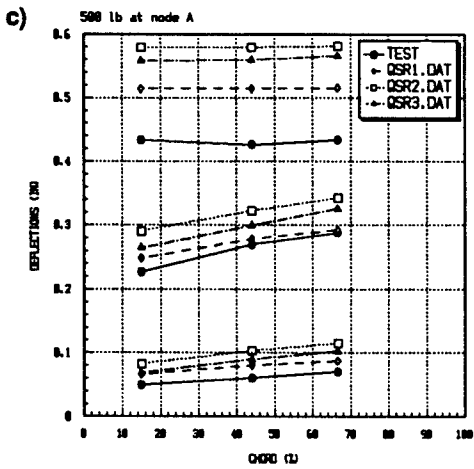 c) 500 lb at node A
TEST
QSR1.DAT
QSR2.DAT
QSR3.DAT
0.6
0.5
0.4
0.3
0.2
0.1
0
DEFLECTIONS (IN)
0 10 20 30 40 50 60 70 80 90 100
CHORD (%)